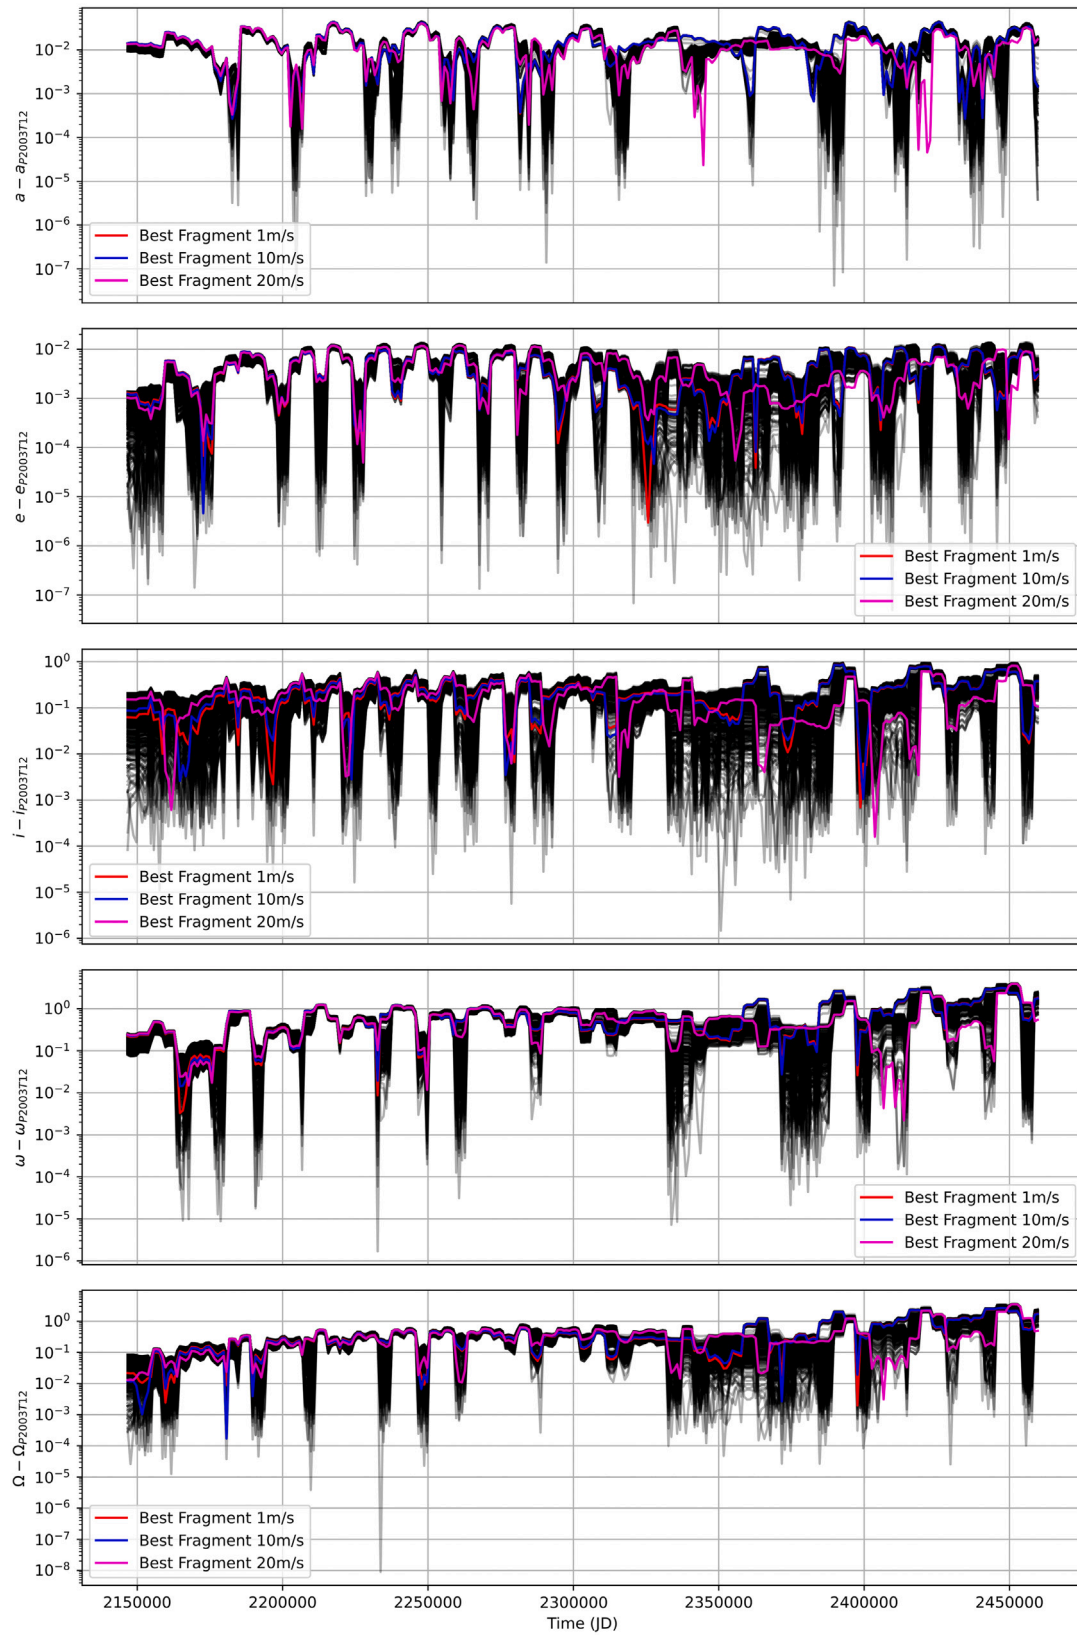 10⁻²
10⁻³
10⁻⁴
10⁻⁵
10⁻⁶
10⁻⁷
a − a_P2003T12
Best Fragment 1m/s
Best Fragment 10m/s
Best Fragment 20m/s
10⁻²
10⁻³
10⁻⁴
10⁻⁵
10⁻⁶
10⁻⁷
e − e_P2003T12
Best Fragment 1m/s
Best Fragment 10m/s
Best Fragment 20m/s
10⁰
10⁻¹
10⁻²
10⁻³
10⁻⁴
10⁻⁵
10⁻⁶
i − i_P2003T12
Best Fragment 1m/s
Best Fragment 10m/s
Best Fragment 20m/s
10⁰
10⁻¹
10⁻²
10⁻³
10⁻⁴
10⁻⁵
10⁻⁶
ω − ω_P2003T12
Best Fragment 1m/s
Best Fragment 10m/s
Best Fragment 20m/s
10⁰
10⁻¹
10⁻²
10⁻³
10⁻⁴
10⁻⁵
10⁻⁶
10⁻⁷
10⁻⁸
Ω − Ω_P2003T12
Best Fragment 1m/s
Best Fragment 10m/s
Best Fragment 20m/s
2150000 2200000 2250000 2300000 2350000 2400000 2450000
Time (JD)